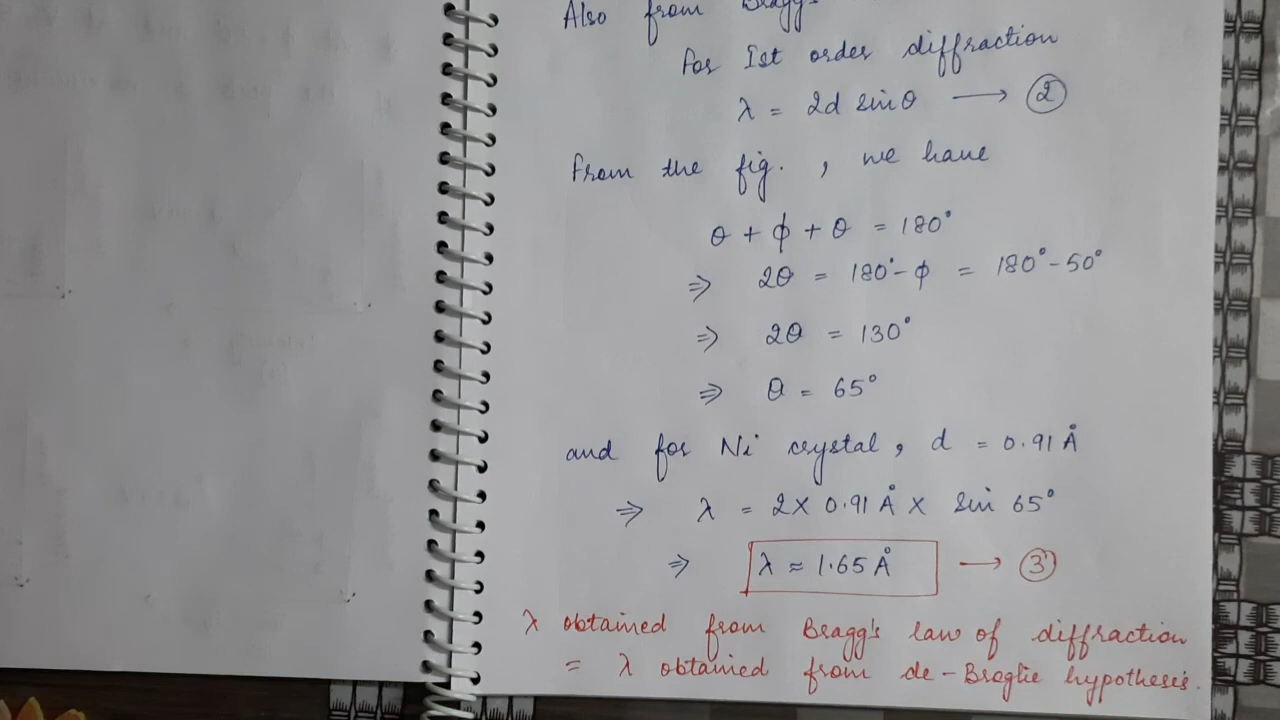 Also from Bragg's
For Ist order diffraction
λ = 2d sinθ ⟶ ②
From the fig. , we have
θ + ϕ + θ = 180°
⇒ 2θ = 180° - ϕ = 180° - 50°
⇒ 2θ = 130°
⇒ θ = 65°
and for Ni crystal, d = 0.91 Å
⇒ λ = 2 X 0.91 Å X sin 65°
⇒ λ ≈ 1.65 Å ⟶ ③
λ obtained from Bragg's law of diffraction
= λ obtained from de-Broglie hypothesis.